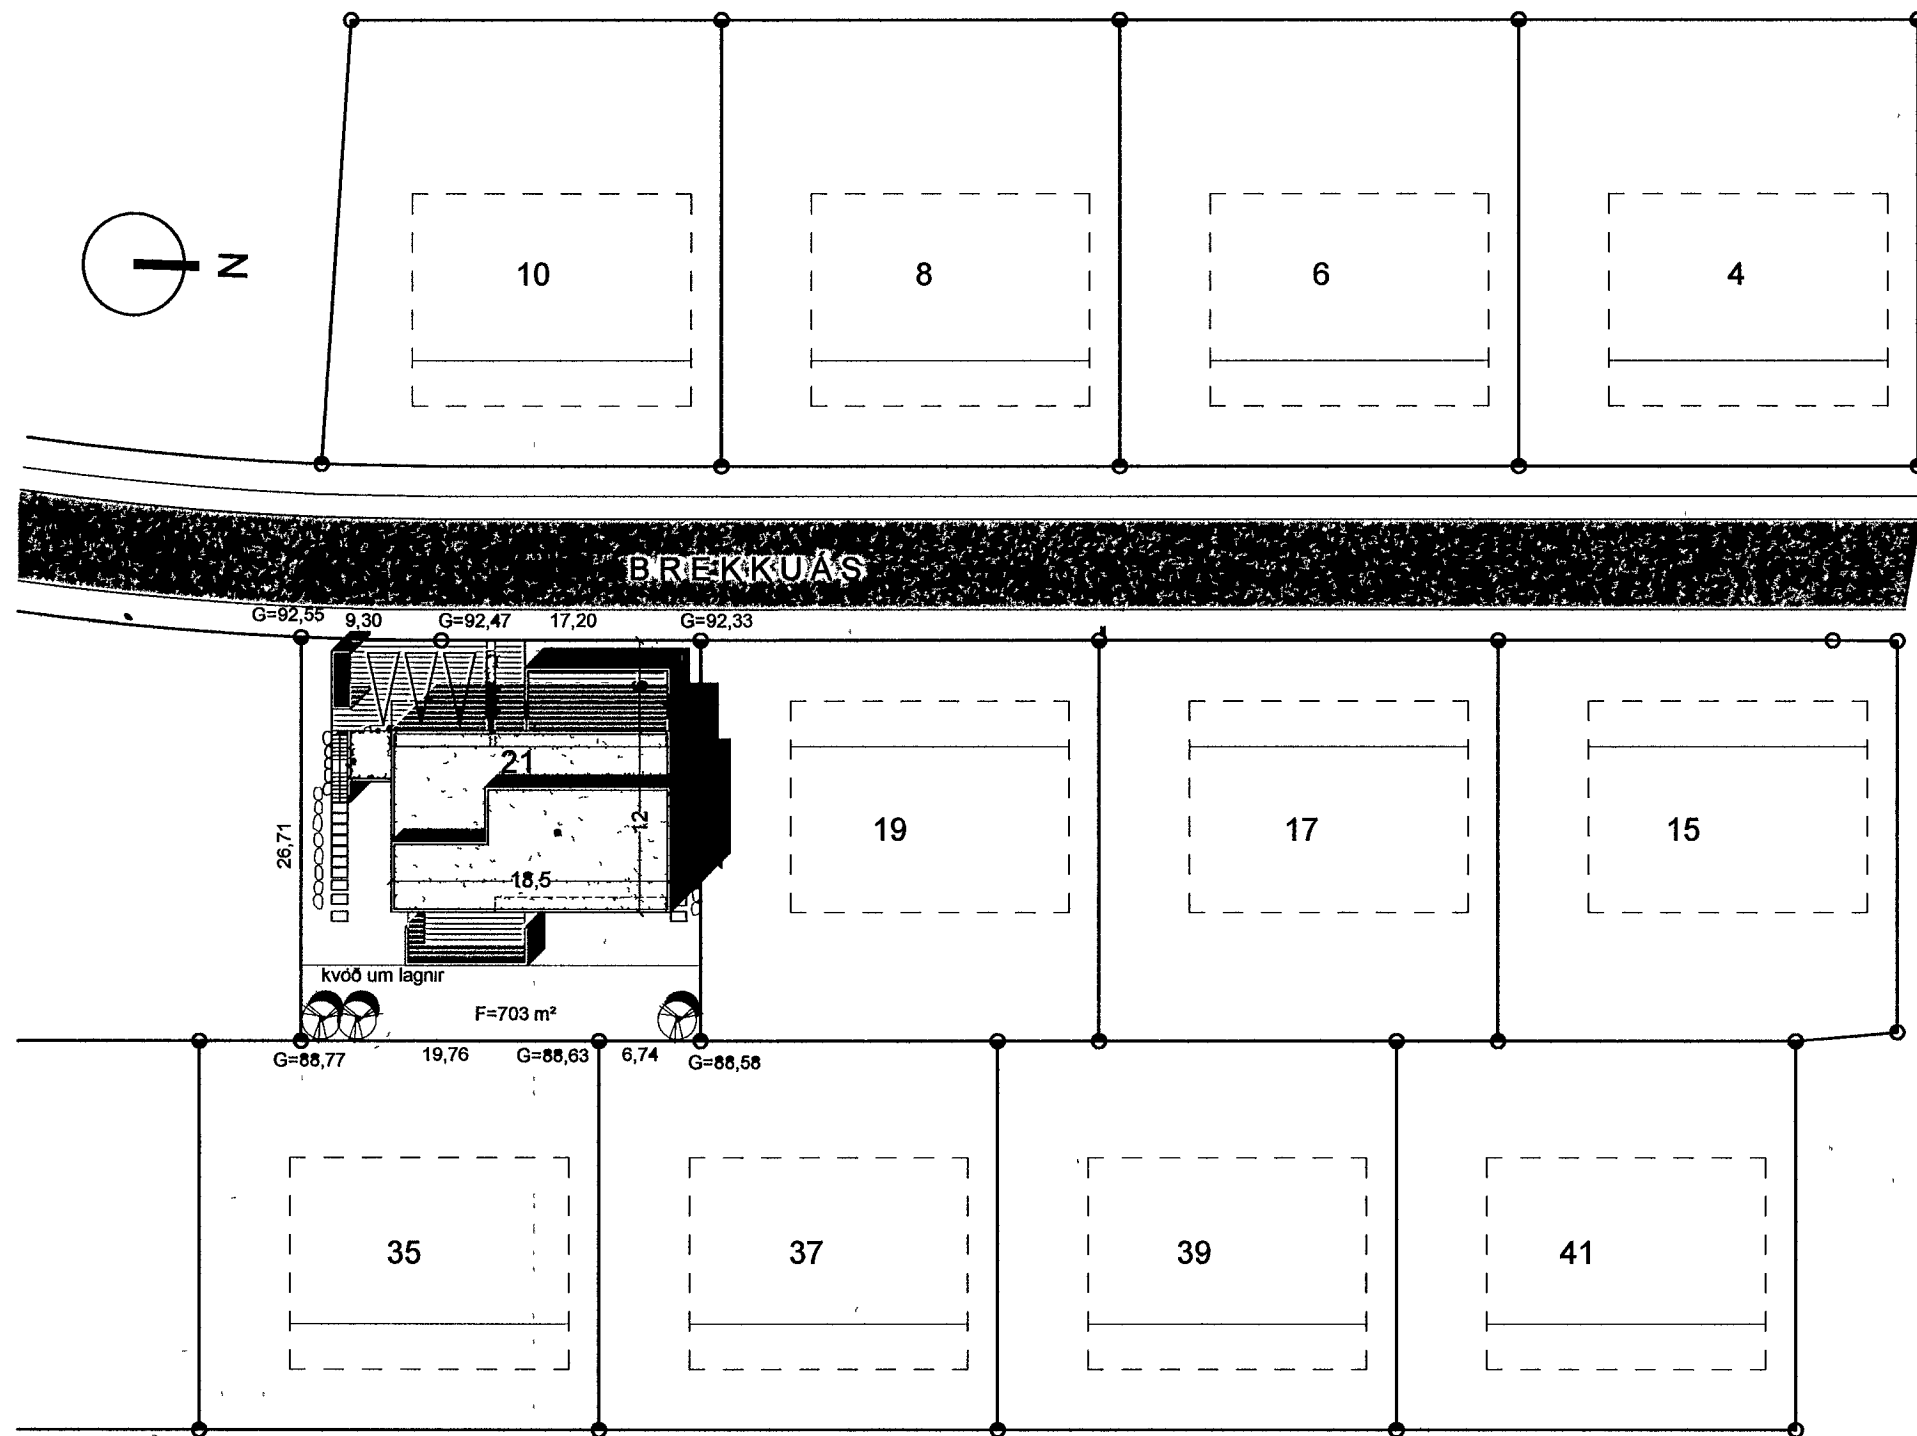 10 8 6 4
N
BREKKUÁS
G=92,55 9,30 G=92,47 17,20 G=92,33
21
26,71
12
19 17 15
18,5
kvöð um lagnir
F=703 m²
G=88,77 19,76 G=88,63 6,74 G=88,58
35 37 39 41